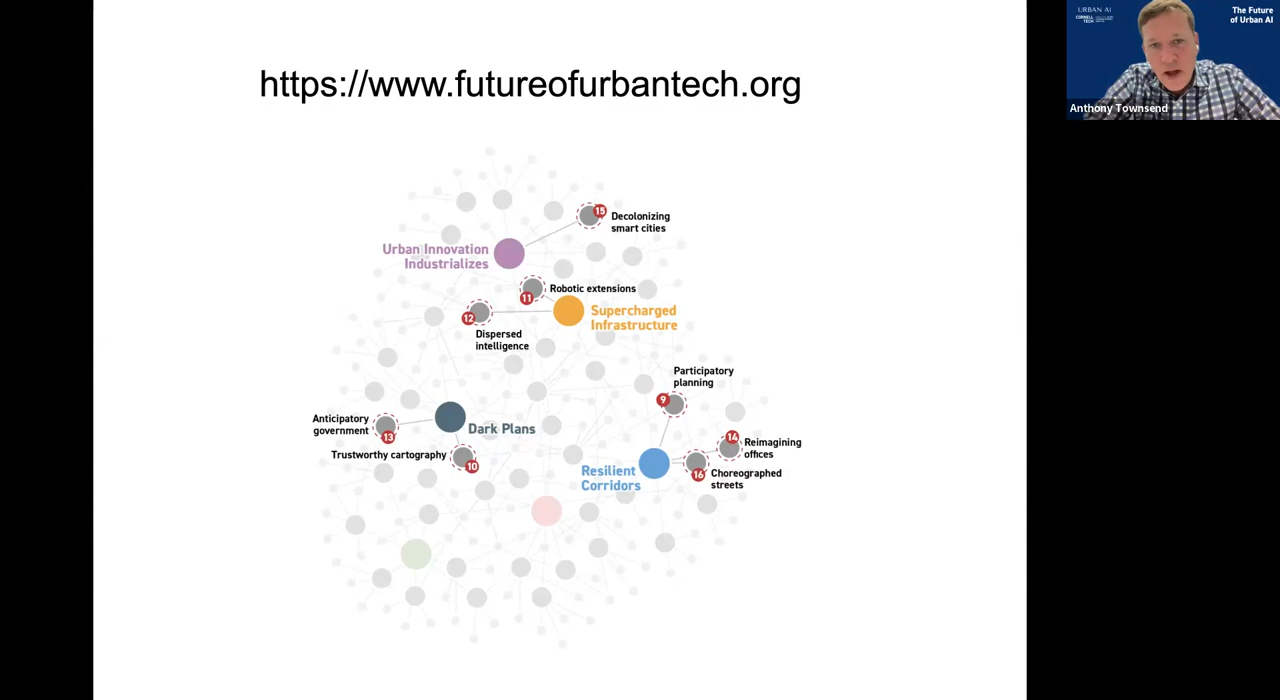 https://www.futureofurbantech.org
URBAN AI
CORNELL
TECH
The Future
of Urban AI
Anthony Townsend
15
Decolonizing
smart cities
Urban Innovation
Industrializes
Robotic extensions
11
Supercharged
Infrastructure
12
Dispersed
intelligence
Participatory
planning
9
Anticipatory
government
13
Dark Plans
Trustworthy cartography
10
14
Reimagining
offices
Resilient
Corridors
16
Choreographed
streets